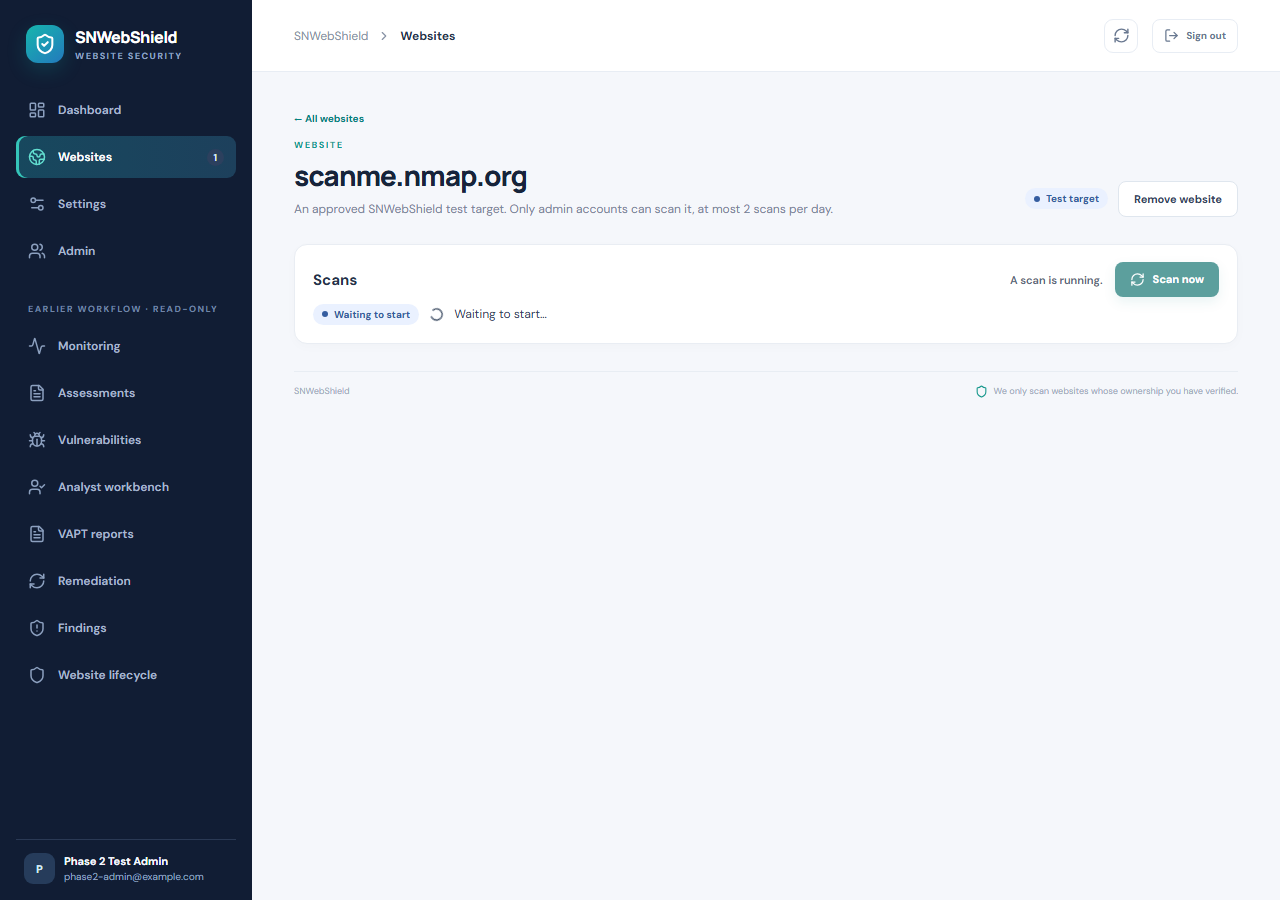 SNWebShield
WEBSITE SECURITY
Dashboard
Websites 1
Settings
Admin
EARLIER WORKFLOW · READ-ONLY
Monitoring
Assessments
Vulnerabilities
Analyst workbench
VAPT reports
Remediation
Findings
Website lifecycle
P
Phase 2 Test Admin
phase2-admin@example.com
SNWebShield > Websites
Sign out
← All websites
WEBSITE
scanme.nmap.org
An approved SNWebShield test target. Only admin accounts can scan it, at most 2 scans per day.
Test target
Remove website
Scans
A scan is running.
Scan now
Waiting to start
Waiting to start...
SNWebShield
We only scan websites whose ownership you have verified.